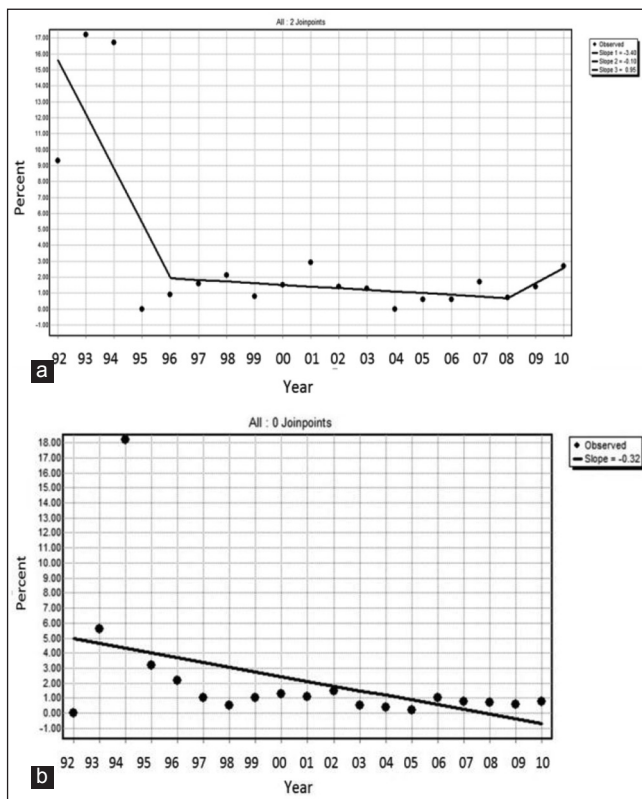 All : 2 Joinpoints
17.00
16.00
15.00
14.00
13.00
12.00
11.00
10.00
9.00
8.00
7.00
6.00
5.00
4.00
3.00
2.00
1.00
0.00
-1.00
Percent
92 93 94 95 96 97 98 99 00 01 02 03 04 05 06 07 08 09 10
Year
Observed
Slope 1 = -3.40
Slope 2 = -0.10
Slope 3 = 0.95
a
All : 0 Joinpoints
18.00
17.00
16.00
15.00
14.00
13.00
12.00
11.00
10.00
9.00
8.00
7.00
6.00
5.00
4.00
3.00
2.00
1.00
0.00
-1.00
Percent
92 93 94 95 96 97 98 99 00 01 02 03 04 05 06 07 08 09 10
Year
Observed
Slope = -0.32
b